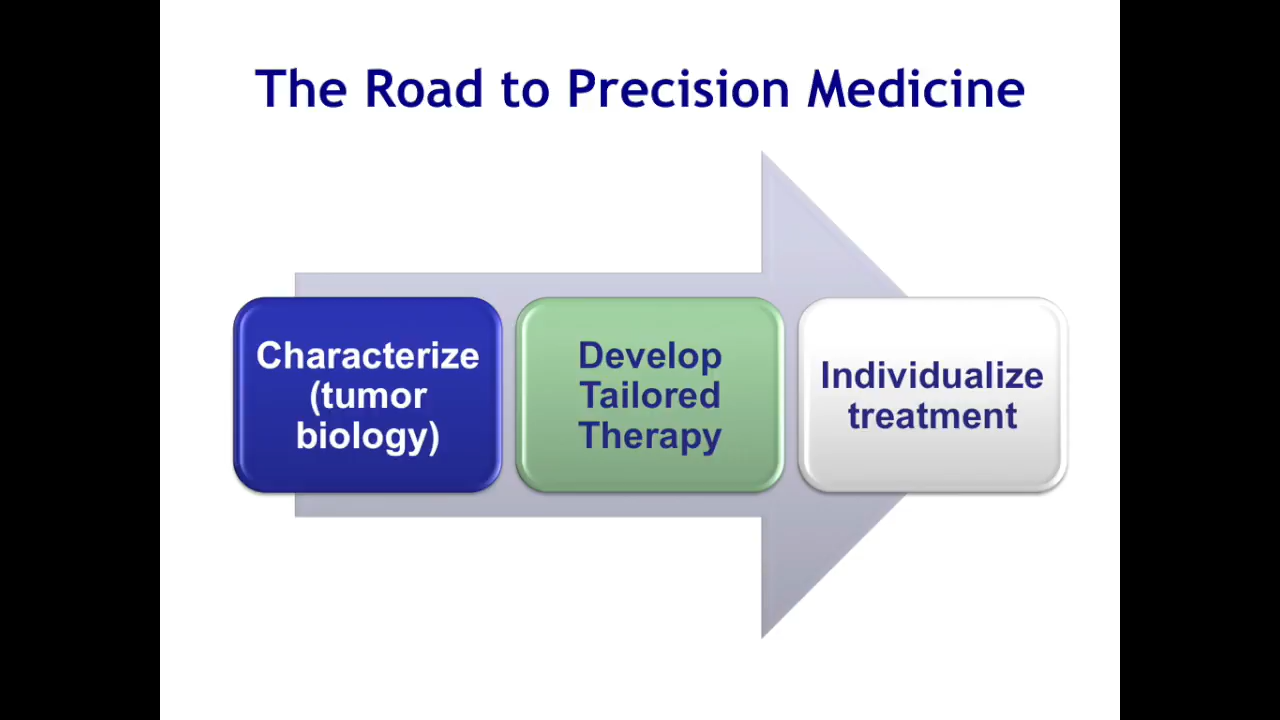 The Road to Precision Medicine
Characterize
(tumor
biology)
Develop
Tailored
Therapy
Individualize
treatment